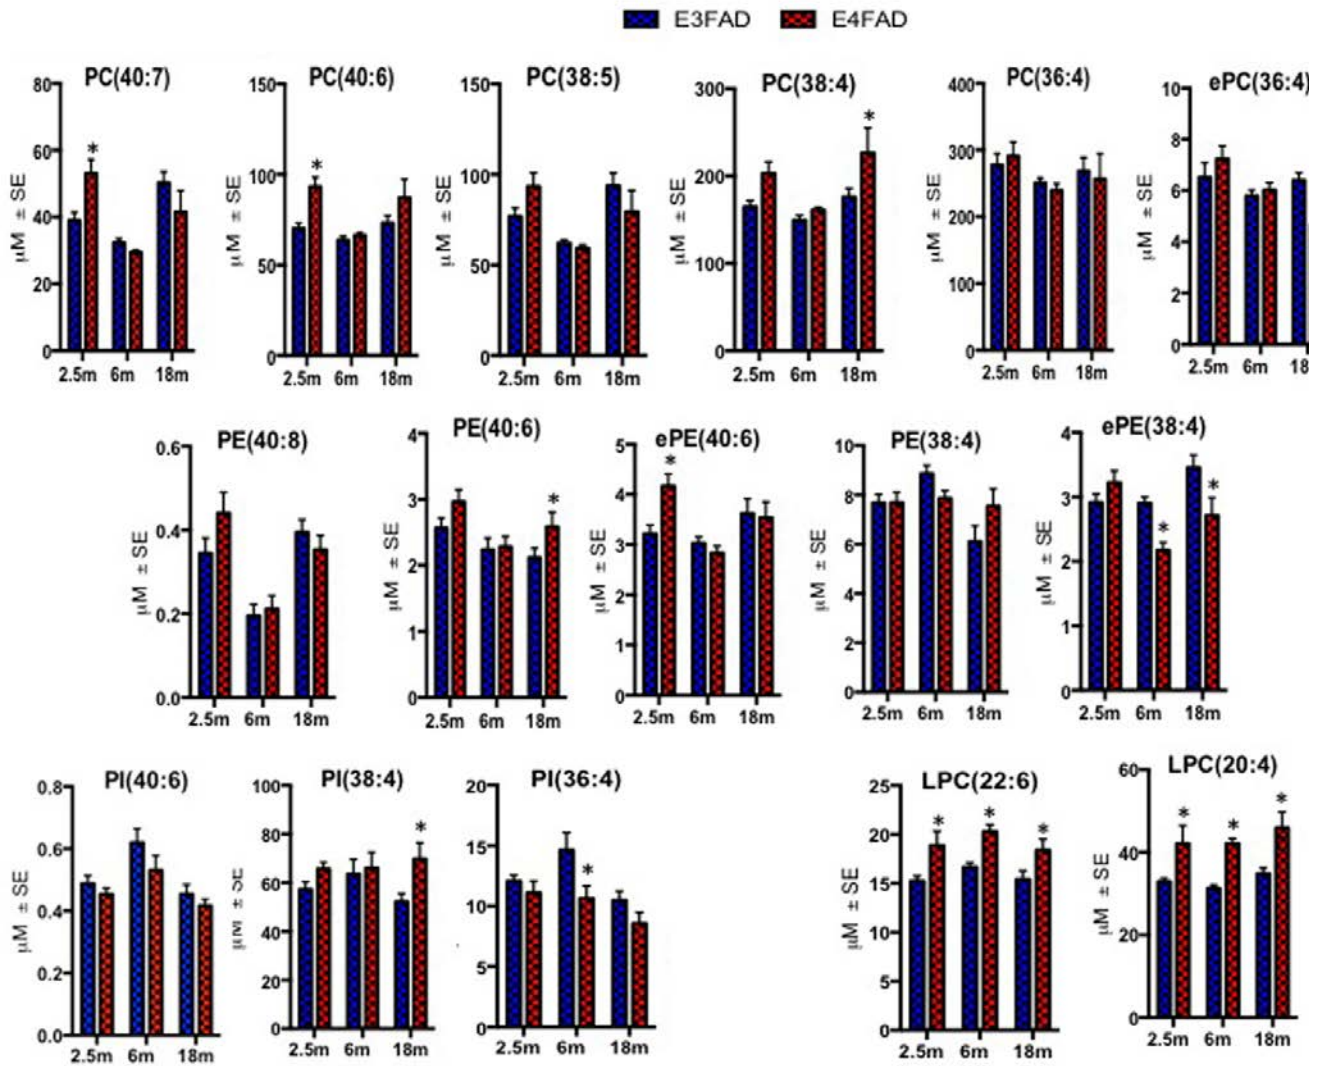 E3FAD E4FAD
PC(40:7) PC(40:6) PC(38:5) PC(38:4) PC(36:4) ePC(36:4)
μM ± SE
80
60
40
20
0
*
2.5m 6m 18m
μM ± SE
150
100
50
0
*
2.5m 6m 18m
μM ± SE
150
100
50
0
2.5m 6m 18m
μM ± SE
300
200
100
0
*
2.5m 6m 18m
μM ± SE
400
300
200
100
0
2.5m 6m 18m
μM ± SE
10
8
6
4
2
0
2.5m 6m 18
PE(40:8) PE(40:6) ePE(40:6) PE(38:4) ePE(38:4)
μM ± SE
0.6
0.4
0.2
0.0
2.5m 6m 18m
μM ± SE
4
3
2
1
0
*
2.5m 6m 18m
μM ± SE
5
4
3
2
1
0
*
2.5m 6m 18m
μM ± SE
10
8
6
4
2
0
2.5m 6m 18m
μM ± SE
4
3
2
1
0
* *
2.5m 6m 18m
PI(40:6) PI(38:4) PI(36:4) LPC(22:6) LPC(20:4)
μM ± SE
0.8
0.6
0.4
0.2
0.0
2.5m 6m 18m
μM ± SE
100
80
60
40
20
0
*
2.5m 6m 18m
20
15
10
5
0
*
2.5m 6m 18m
μM ± SE
25
20
15
10
5
0
* * *
2.5m 6m 18m
μM ± SE
60
40
20
0
* * *
2.5m 6m 18m